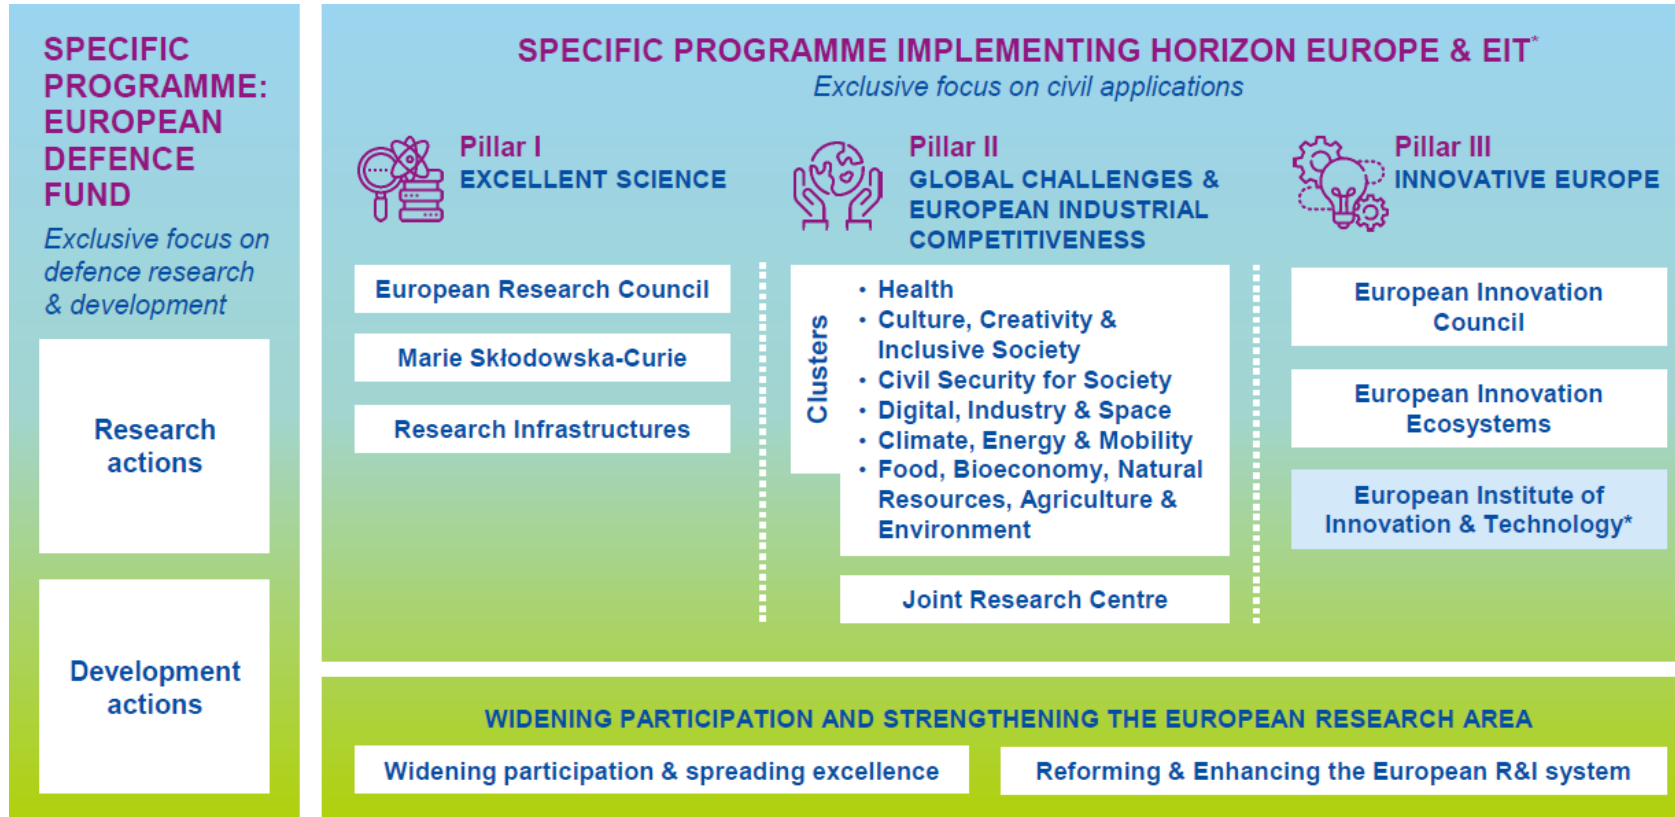 SPECIFIC
PROGRAMME:
EUROPEAN
DEFENCE
FUND
Exclusive focus on
defence research
& development
Research
actions
Development
actions
SPECIFIC PROGRAMME IMPLEMENTING HORIZON EUROPE & EIT*
Exclusive focus on civil applications
Pillar I
EXCELLENT SCIENCE
European Research Council
Marie Skłodowska-Curie
Research Infrastructures
Pillar II
GLOBAL CHALLENGES &
EUROPEAN INDUSTRIAL
COMPETITIVENESS
Clusters
• Health
• Culture, Creativity &
Inclusive Society
• Civil Security for Society
• Digital, Industry & Space
• Climate, Energy & Mobility
• Food, Bioeconomy, Natural
Resources, Agriculture &
Environment
Joint Research Centre
Pillar III
INNOVATIVE EUROPE
European Innovation
Council
European Innovation
Ecosystems
European Institute of
Innovation & Technology*
WIDENING PARTICIPATION AND STRENGTHENING THE EUROPEAN RESEARCH AREA
Widening participation & spreading excellence
Reforming & Enhancing the European R&I system